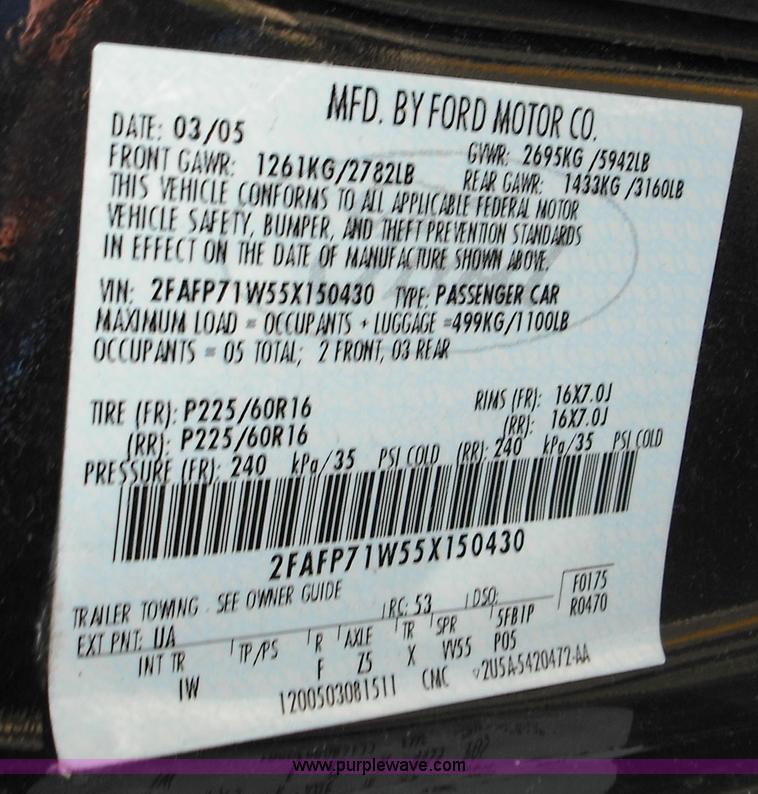 MFD. BY FORD MOTOR CO.
DATE: 03/05
GVWR: 2695KG /5942LB
FRONT GAWR: 1261KG/2782LB
REAR GAWR: 1433KG /3160LB
THIS VEHICLE CONFORMS TO ALL APPLICABLE FEDERAL MOTOR
VEHICLE SAFETY, BUMPER, AND THEFT PREVENTION STANDARDS
IN EFFECT ON THE DATE OF MANUFACTURE SHOWN ABOVE.
VIN: 2FAFP71W55X150430 TYPE: PASSENGER CAR
MAXIMUM LOAD = OCCUPANTS + LUGGAGE =499KG/1100LB
OCCUPANTS = 05 TOTAL; 2 FRONT, 03 REAR
TIRE (FR): P225/60R16 RIMS (FR): 16X7.0J
(RR): P225/60R16 (RR): 16X7.0J
PRESSURE (FR): 240 kPa/35 PSI COLD (RR): 240 kPa/35 PSI COLD
2FAFP71W55X150430
TRAILER TOWING - SEE OWNER GUIDE
EXT PNT: UA RC: 53 DSO: F0175
R0470
INT TR TP/PS R AXLE TR SPR 5FB1P
IW F Z5 X VV55 P05
1200503081511 CMC v2U5A-5420472-AA
www.purplewave.com